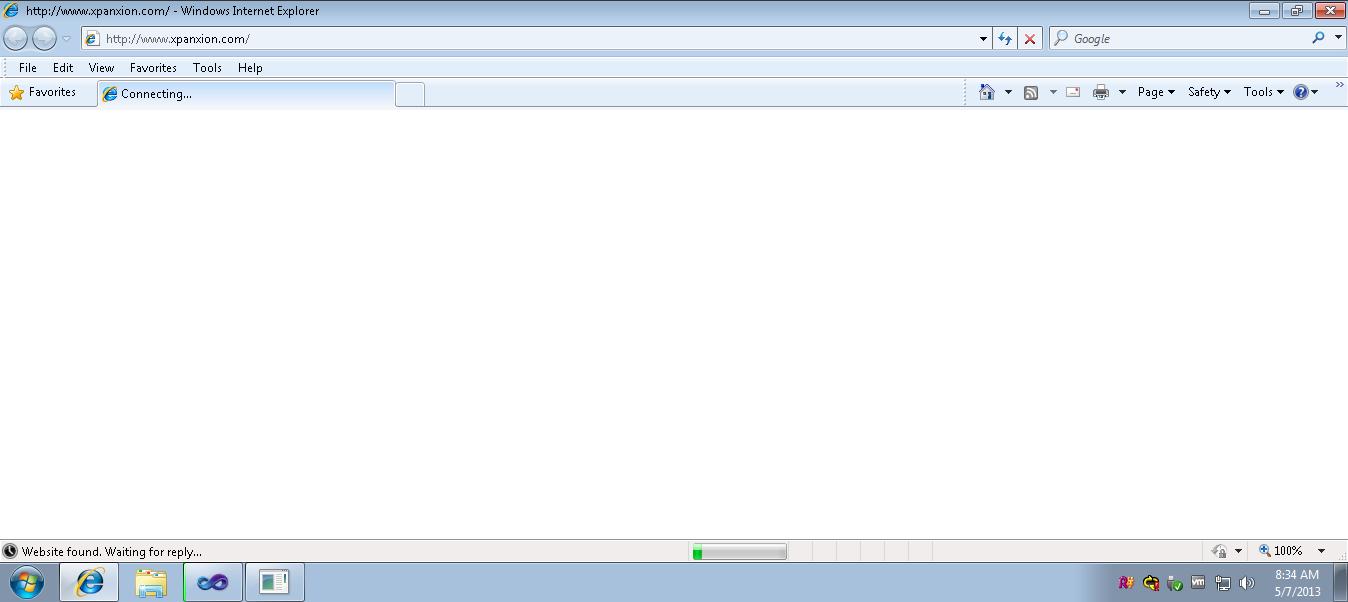 http://www.xpanxion.com/ - Windows Internet Explorer
http://www.xpanxion.com/
Google
File Edit View Favorites Tools Help
Favorites
Connecting...
Page Safety Tools
Website found. Waiting for reply...
100%
8:34 AM
5/7/2013